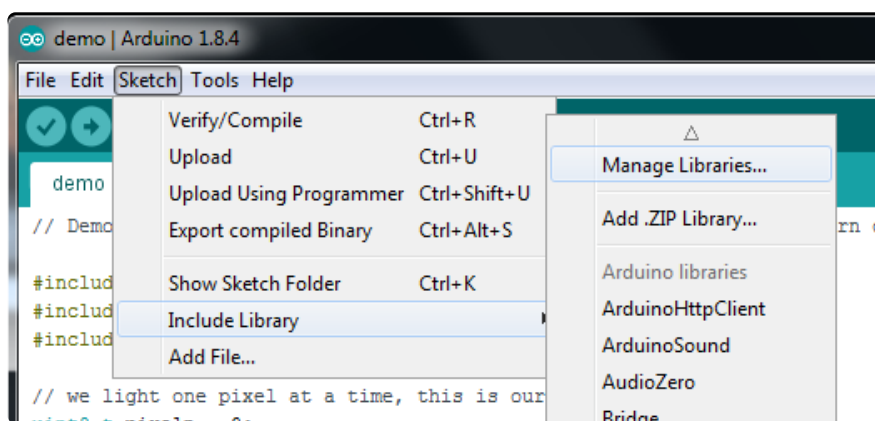 demo | Arduino 1.8.4
File Edit Sketch Tools Help
Verify/Compile Ctrl+R
Upload Ctrl+U
Upload Using Programmer Ctrl+Shift+U
Export compiled Binary Ctrl+Alt+S
Show Sketch Folder Ctrl+K
Include Library
Add File...
Manage Libraries...
Add .ZIP Library...
Arduino libraries
ArduinoHttpClient
ArduinoSound
AudioZero
Bridge
demo
// Demo
#includ
#includ
#includ
// we light one pixel at a time, this is our